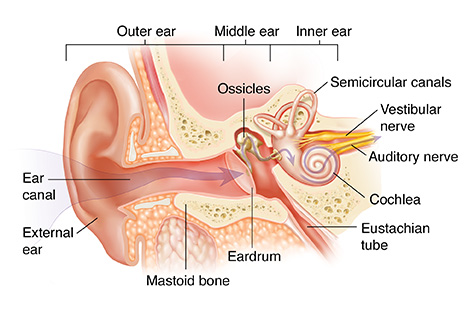 Outer ear
Middle ear
Inner ear
Ossicles
Semicircular canals
Vestibular
nerve
Auditory nerve
Ear
canal
Cochlea
External
ear
Eustachian
tube
Eardrum
Mastoid bone